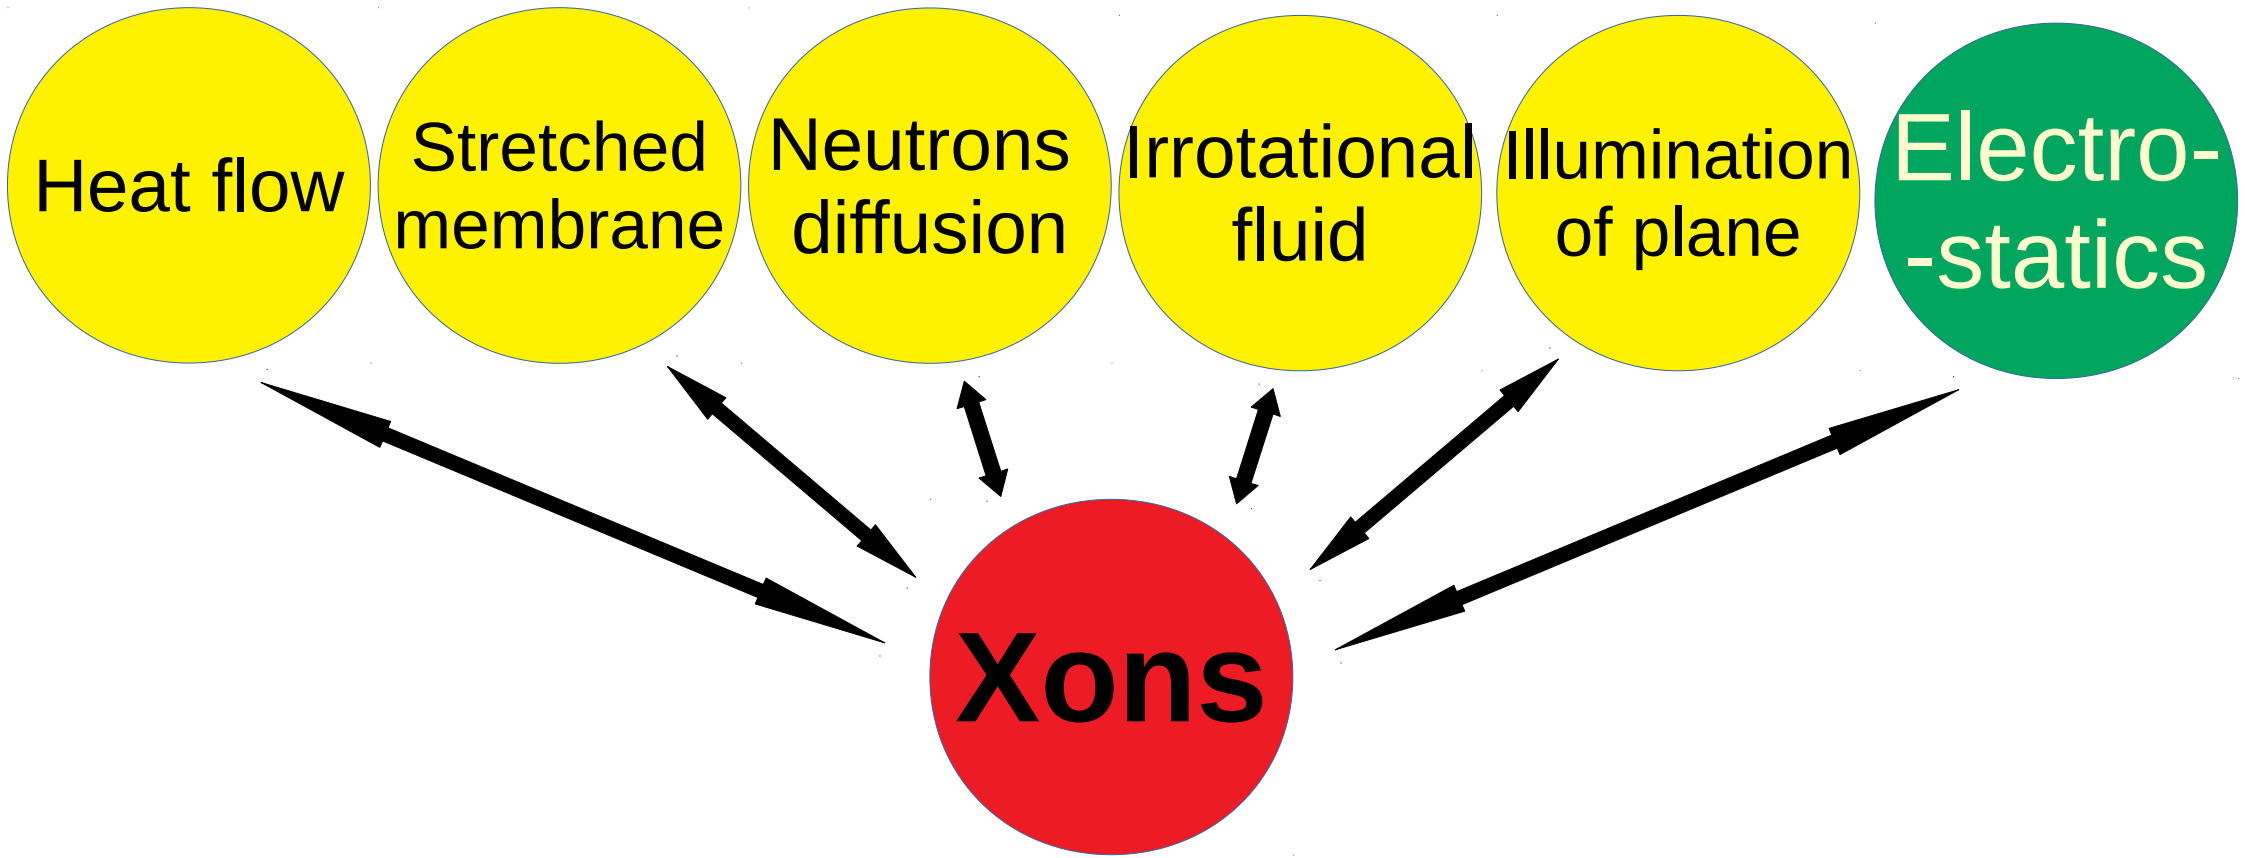 Heat flow
Stretched
membrane
Neutrons
diffusion
Irrotational
fluid
Illumination
of plane
Electro-
-statics
Xons